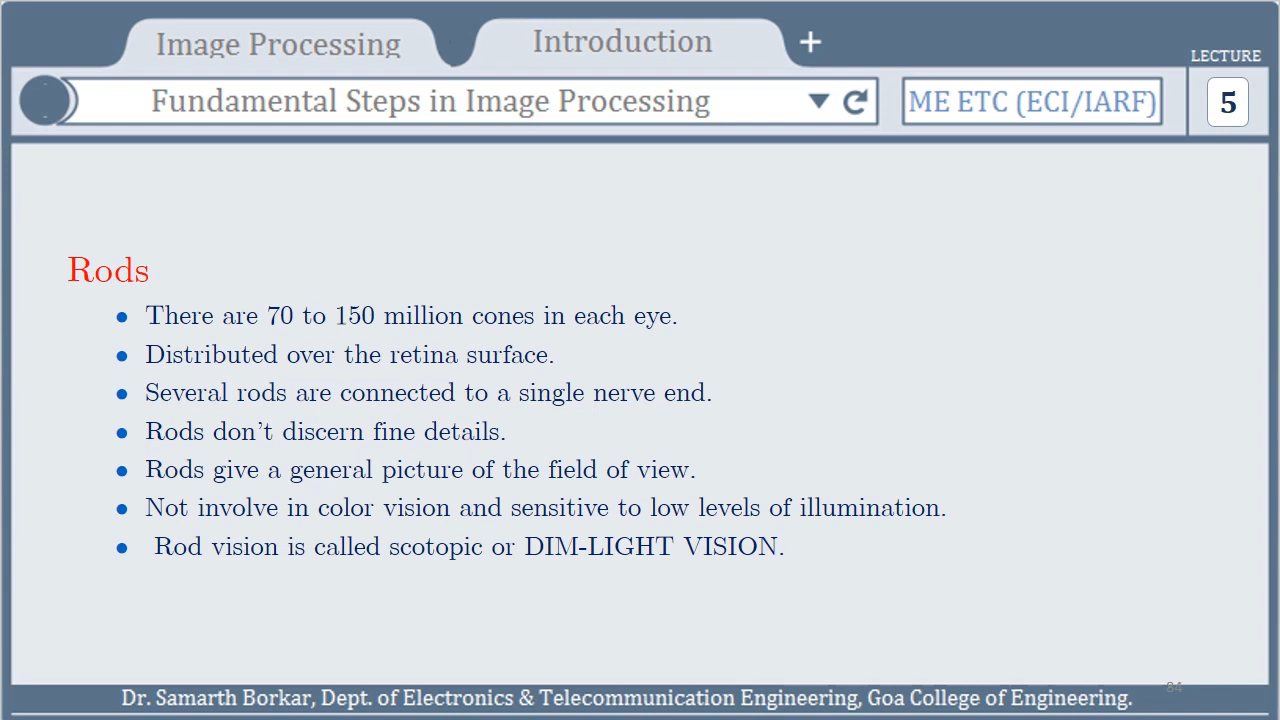 Image Processing
Introduction
+
LECTURE
Fundamental Steps in Image Processing
ME ETC (ECI/IARF)
5
Rods
• There are 70 to 150 million cones in each eye.
• Distributed over the retina surface.
• Several rods are connected to a single nerve end.
• Rods don't discern fine details.
• Rods give a general picture of the field of view.
• Not involve in color vision and sensitive to low levels of illumination.
• Rod vision is called scotopic or DIM-LIGHT VISION.
84
Dr. Samarth Borkar, Dept. of Electronics & Telecommunication Engineering, Goa College of Engineering.